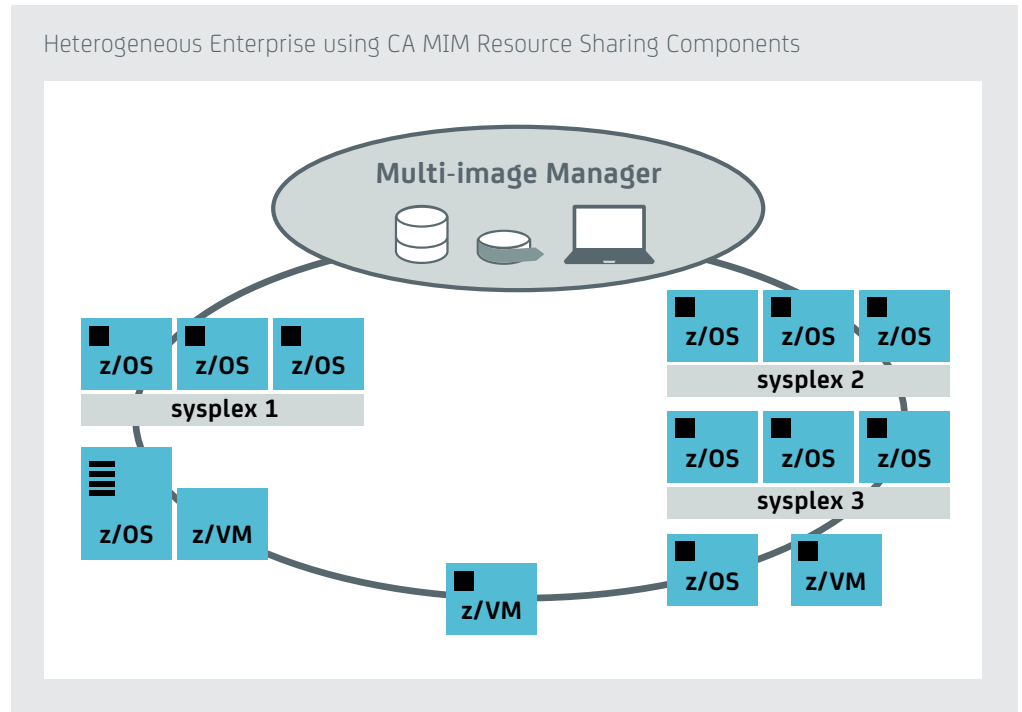 Heterogeneous Enterprise using CA MIM Resource Sharing Components
Multi-image Manager
z/OS z/OS z/OS
sysplex 1
z/OS z/VM
z/VM
z/OS z/OS z/OS
sysplex 2
z/OS z/OS z/OS
sysplex 3
z/OS z/VM